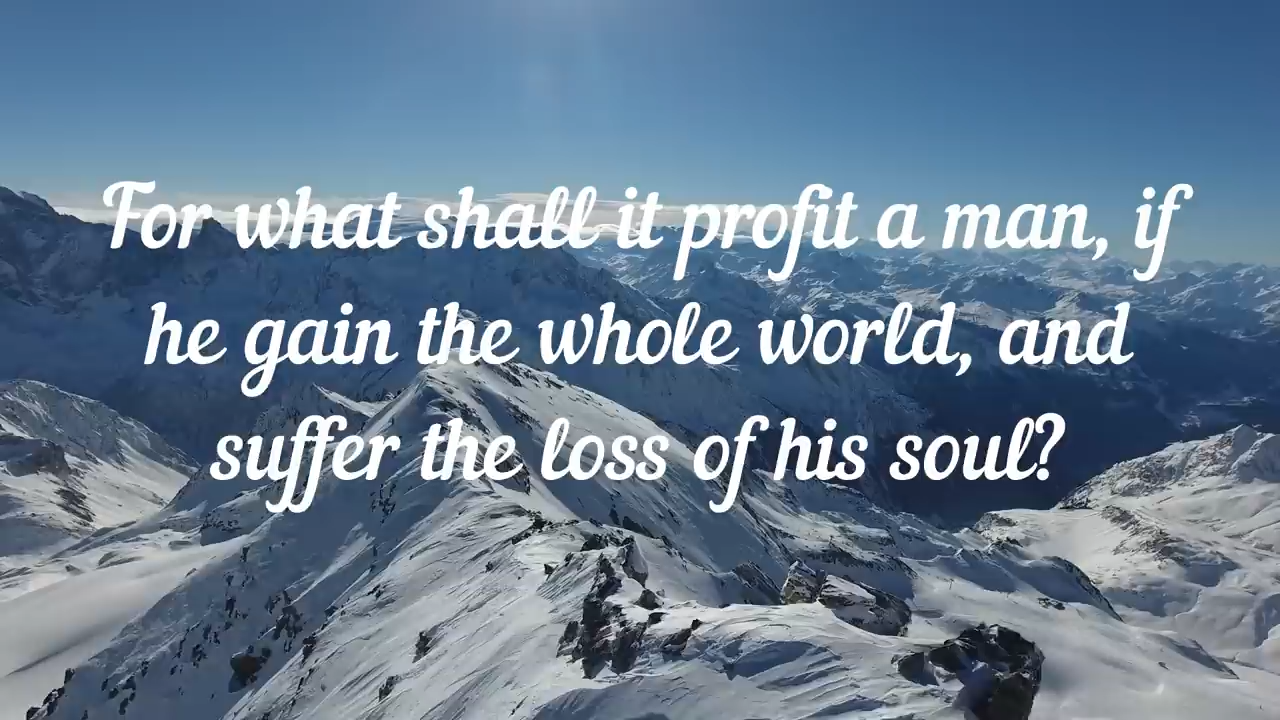 For what shall it profit a man, if
he gain the whole world, and
suffer the loss of his soul?